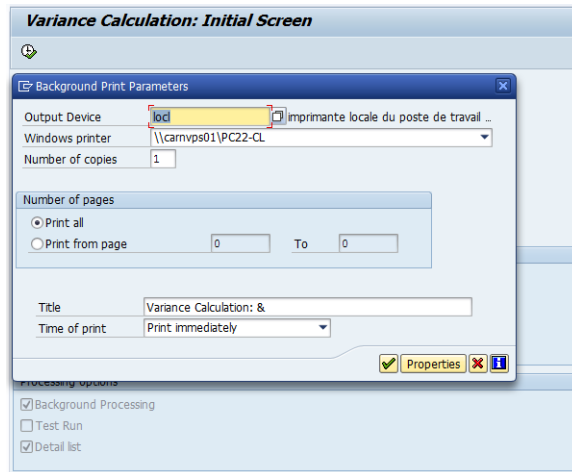 Variance Calculation: Initial Screen
Background Print Parameters
Output Device locl imprimante locale du poste de travail ...
Windows printer \\carnvps01\PC22-CL
Number of copies 1
Number of pages
Print all
Print from page 0 To 0
Title Variance Calculation: &
Time of print Print immediately
Properties
Processing options
Background Processing
Test Run
Detail list